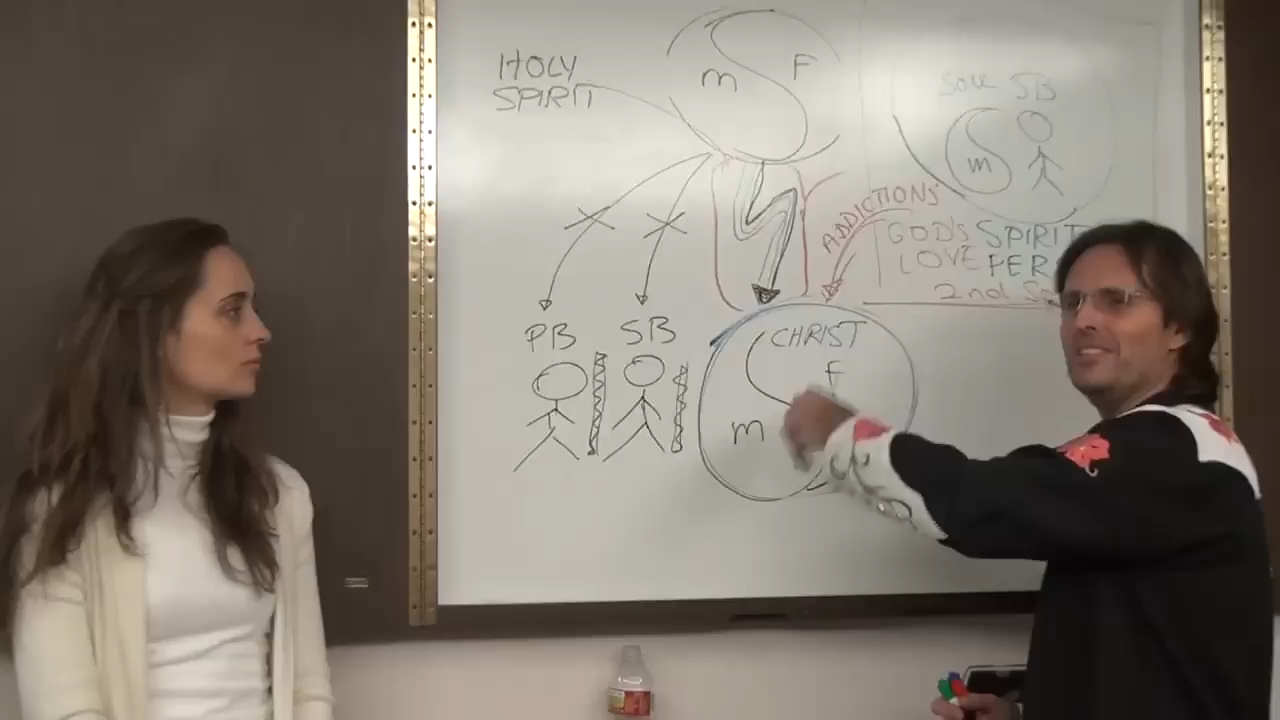 HOLY
SPIRIT
m
F
SOUL SB
m
ADDICTIONS
GOD'S SPIRIT
LOVE PER
2nd
PB
SB
CHRIST
F
m